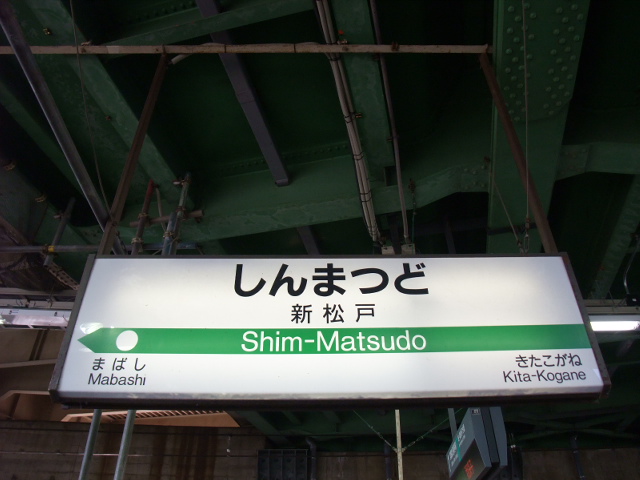 しんまつど
新松戸
Shim-Matsudo
まばし
Mabashi
きたこがね
Kita-Kogane